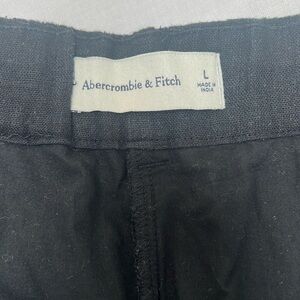 Abercrombie & Fitch
L
MADE IN
INDIA